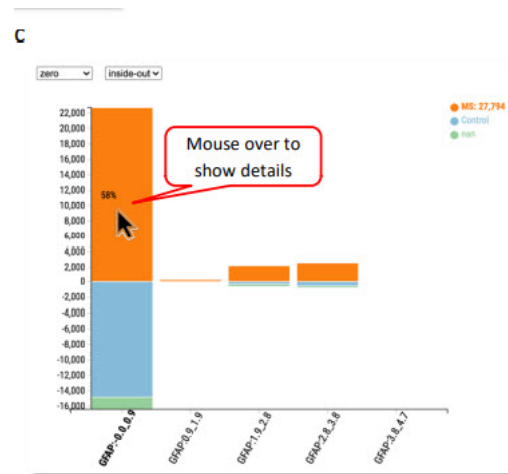 C
zero
inside-out
22,000
20,000
18,000
16,000
14,000
12,000
10,000
8,000
6,000
4,000
2,000
0
-2,000
-4,000
-6,000
-8,000
-10,000
-12,000
-14,000
-16,000
58%
Mouse over to
show details
MS: 27,794
Control
nan
GFAP:-0.0_0.9
GFAP:0.9_1.9
GFAP:1.9_2.8
GFAP:2.8_3.8
GFAP:3.8_4.7